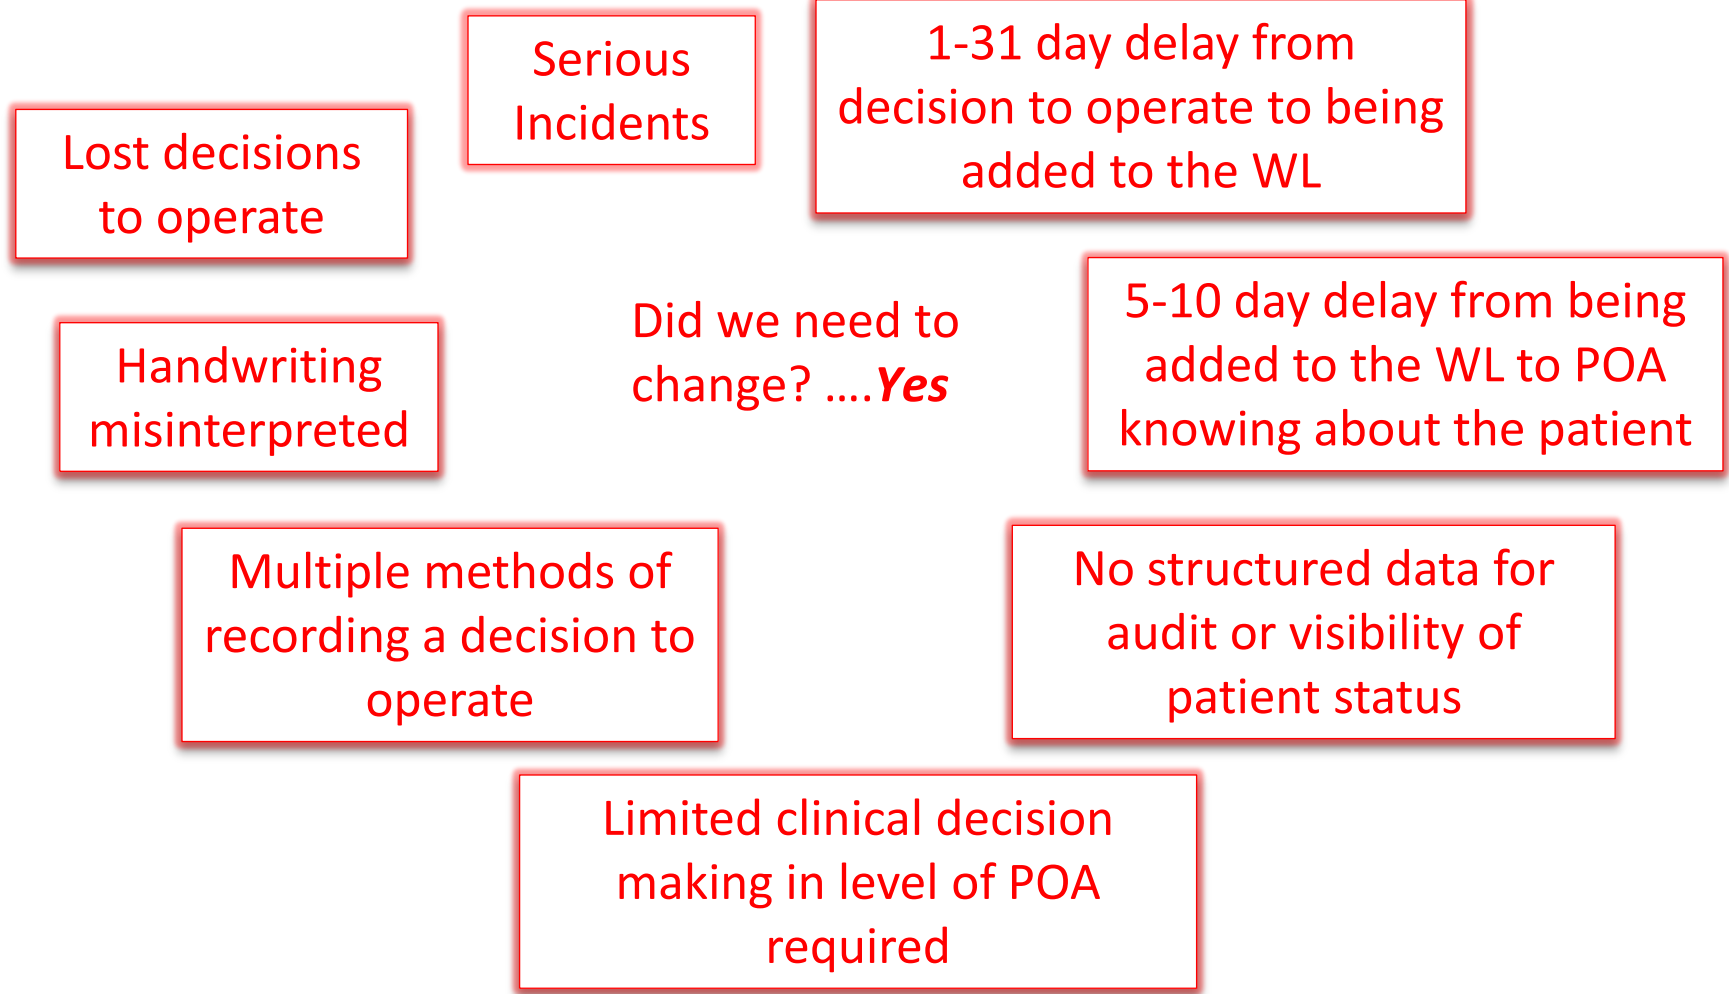 Serious
Incidents
1-31 day delay from
decision to operate to being
added to the WL
Lost decisions
to operate
5-10 day delay from being
added to the WL to POA
knowing about the patient
Did we need to
change? ....Yes
Handwriting
misinterpreted
Multiple methods of
recording a decision to
operate
No structured data for
audit or visibility of
patient status
Limited clinical decision
making in level of POA
required